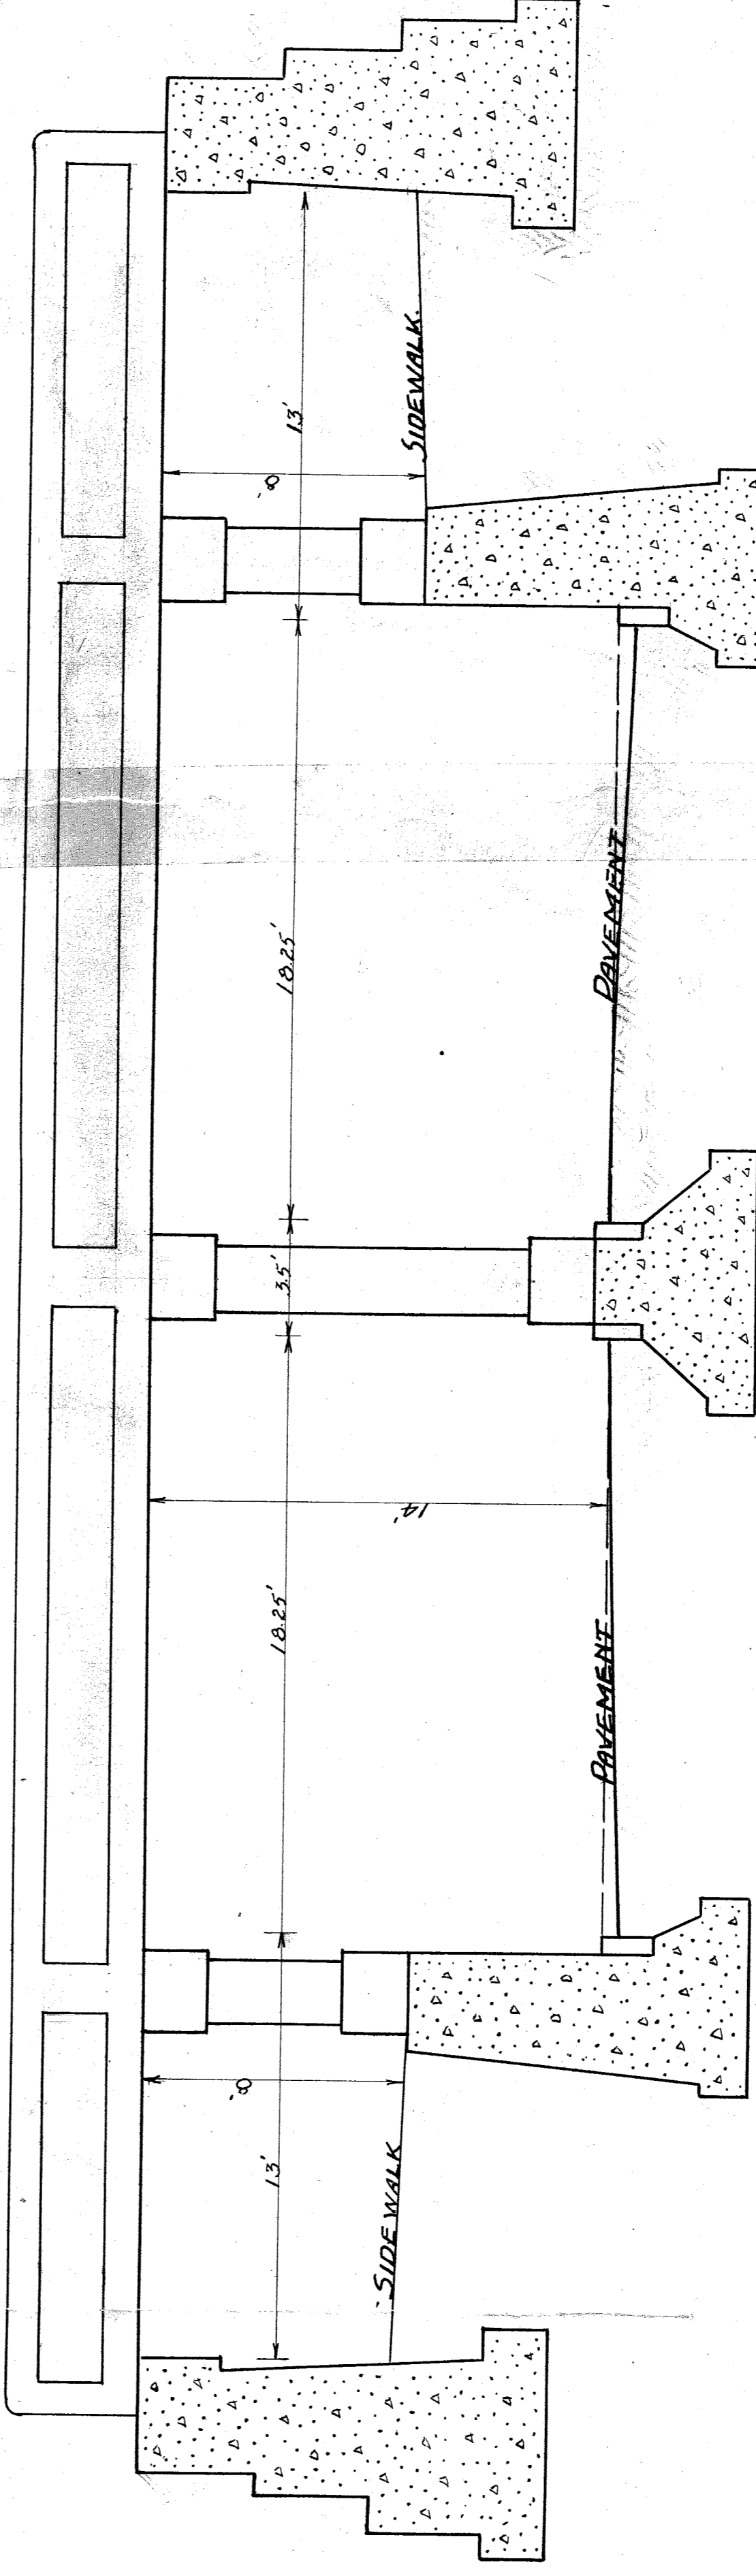 13'
18.25'
3.5'
18.25'
13'
8'
14'
8'
SIDEWALK
PAVEMENT
PAVEMENT
SIDEWALK.